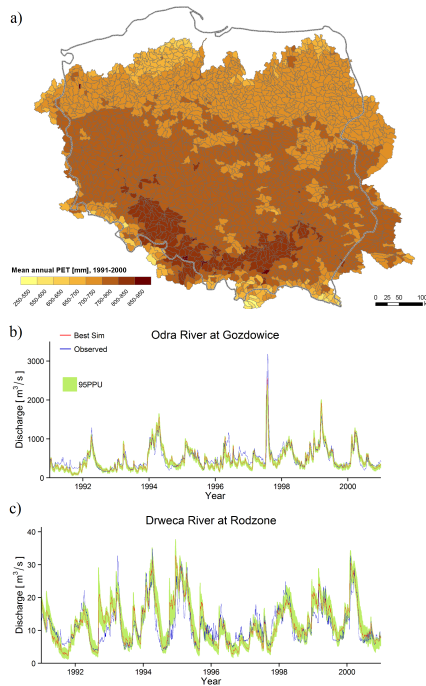 a)
Mean annual PET [mm], 1991-2000
250-550
550-600
600-650
650-700
700-750
750-800
800-850
850-950
0 25 50 100
b)
Odra River at Gozdowice
Best Sim
Observed
95PPU
Discharge [m³/s]
3000
2000
1000
0
1992 1994 1996 1998 2000
Year
c)
Drweca River at Rodzone
Discharge [m³/s]
40
30
20
10
0
1992 1994 1996 1998 2000
Year